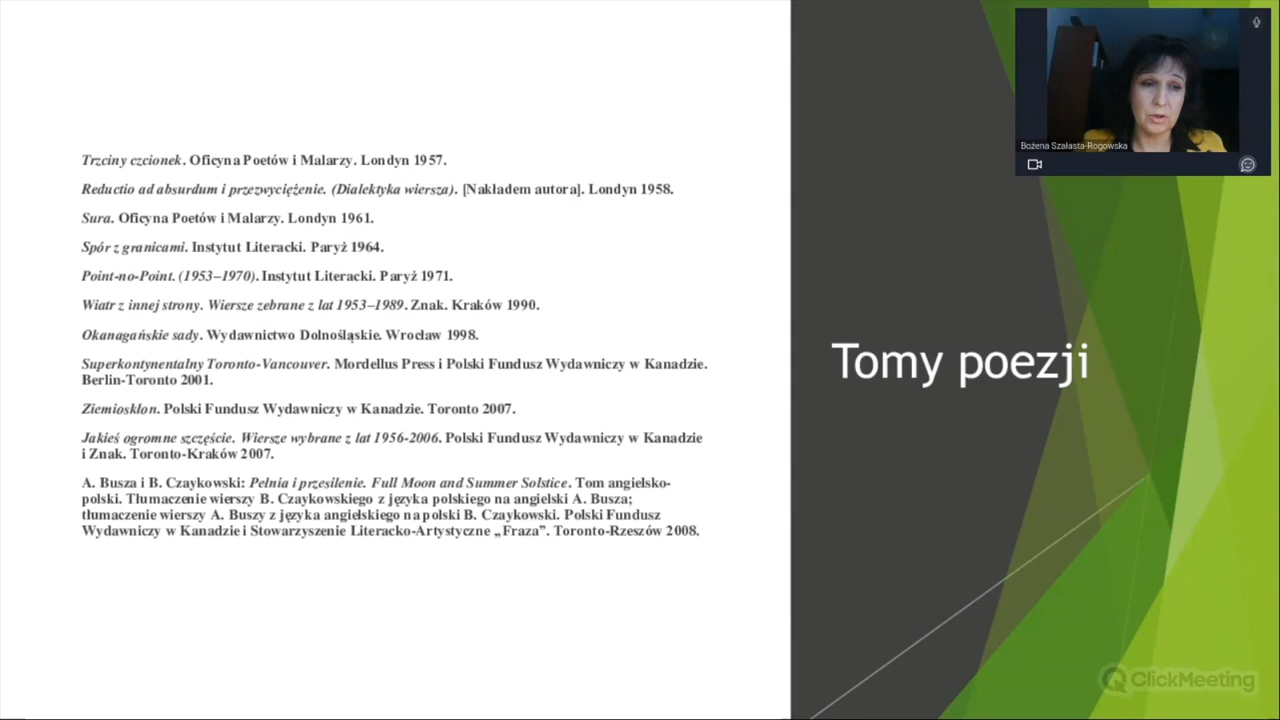 Trzciny czcionek. Oficyna Poetów i Malarzy. Londyn 1957.
Reductio ad absurdum i przezwyciężenie. (Dialektyka wiersza). [Nakładem autora]. Londyn 1958.
Sura. Oficyna Poetów i Malarzy. Londyn 1961.
Spór z granicami. Instytut Literacki. Paryż 1964.
Point-no-Point. (1953–1970). Instytut Literacki. Paryż 1971.
Wiatr z innej strony. Wiersze zebrane z lat 1953–1989. Znak. Kraków 1990.
Okanagańskie sady. Wydawnictwo Dolnośląskie. Wrocław 1998.
Superkontynentalny Toronto-Vancouver. Mordellus Press i Polski Fundusz Wydawniczy w Kanadzie.
Berlin-Toronto 2001.
Ziemioskłon. Polski Fundusz Wydawniczy w Kanadzie. Toronto 2007.
Jakieś ogromne szczęście. Wiersze wybrane z lat 1956-2006. Polski Fundusz Wydawniczy w Kanadzie
i Znak. Toronto-Kraków 2007.
A. Busza i B. Czaykowski: Pełnia i przesilenie. Full Moon and Summer Solstice. Tom angielsko-
polski. Tłumaczenie wierszy B. Czaykowskiego z języka polskiego na angielski A. Busza;
tłumaczenie wierszy A. Buszy z języka angielskiego na polski B. Czaykowski. Polski Fundusz
Wydawniczy w Kanadzie i Stowarzyszenie Literacko-Artystyczne „Fraza”. Toronto-Rzeszów 2008.
Tomy poezji
Bożena Szałasta-Rogowska
ClickMeeting